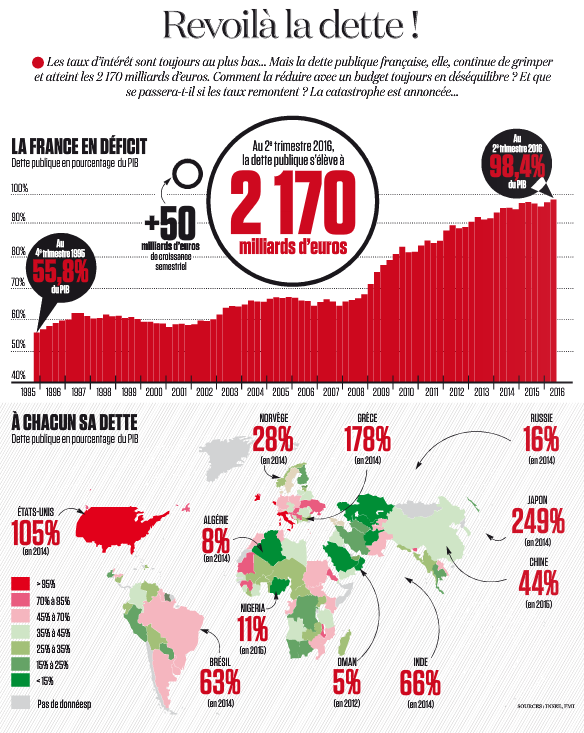 Revoilà la dette !
Les taux d'intérêt sont toujours au plus bas... Mais la dette publique française, elle, continue de grimper
et atteint les 2 170 milliards d'euros. Comment la réduire avec un budget toujours en déséquilibre ? Et que
se passera-t-il si les taux remontent ? La catastrophe est annoncée...
LA FRANCE EN DÉFICIT
Dette publique en pourcentage du PIB
Au 2e trimestre 2016,
la dette publique s'élève à
2 170
milliards d'euros
+50
milliards d'euros
de croissance
semestriel
Au
2e trimestre 2016
98,4%
du PIB
Au
4e trimestre 1995
55,8%
du PIB
100%
90%
80%
70%
60%
50%
40%
1995 1996 1997 1998 1999 2000 2001 2002 2003 2004 2005 2006 2007 2008 2009 2010 2011 2012 2013 2014 2015 2016
À CHACUN SA DETTE
Dette publique en pourcentage du PIB
NORVÈGE
28%
(en 2014)
GRÈCE
178%
(en 2014)
RUSSIE
16%
(en 2014)
ÉTATS-UNIS
105%
(en 2014)
ALGÉRIE
8%
(en 2014)
JAPON
249%
(en 2014)
CHINE
44%
(en 2015)
NIGERIA
11%
(en 2015)
BRÉSIL
63%
(en 2014)
OMAN
5%
(en 2012)
INDE
66%
(en 2014)
> 95%
70% à 95%
45% à 70%
35% à 45%
25% à 35%
15% à 25%
< 15%
Pas de donnéesp
SOURCES : INSEE, FMI